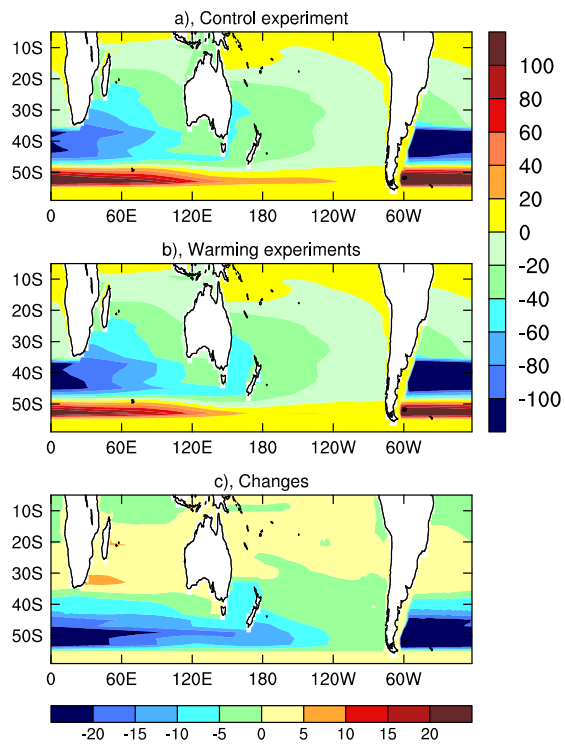 a), Control experiment
10S
20S
30S
40S
50S
0 60E 120E 180 120W 60W
100
80
60
40
20
0
-20
-40
-60
-80
-100
b), Warming experiments
10S
20S
30S
40S
50S
0 60E 120E 180 120W 60W
c), Changes
10S
20S
30S
40S
50S
0 60E 120E 180 120W 60W
-20 -15 -10 -5 0 5 10 15 20